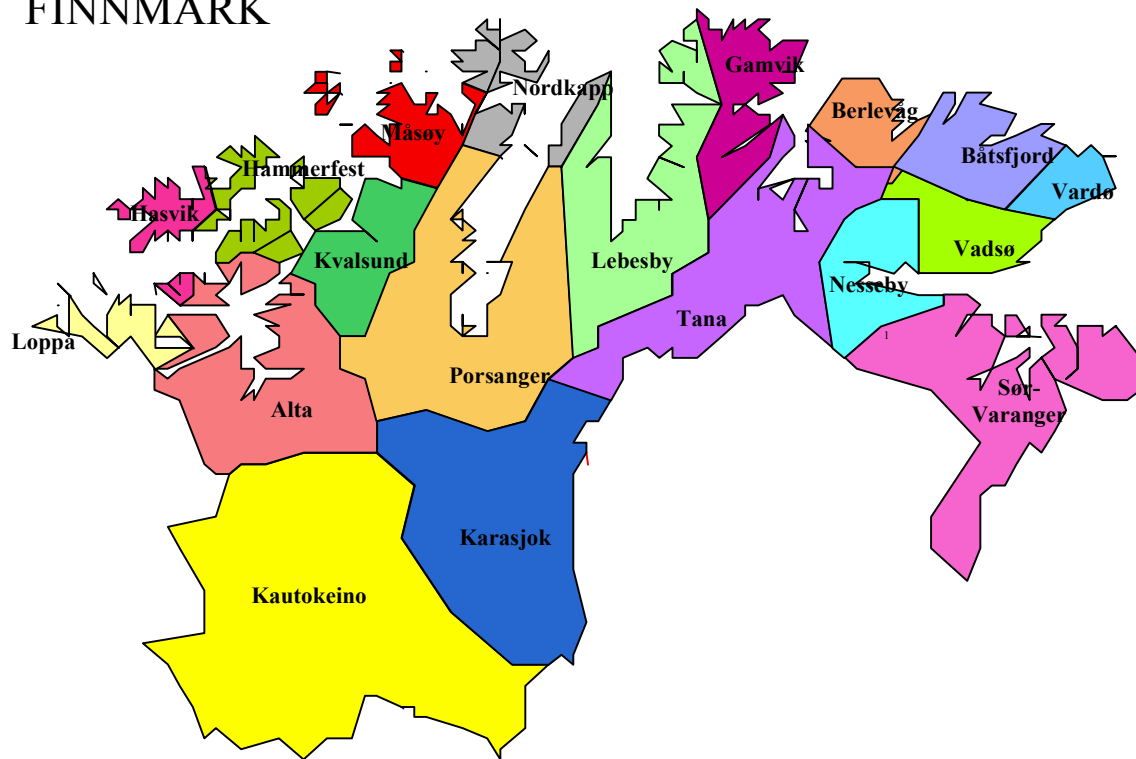 FINNMARK
Gamvik
Nordkapp
Berlevåg
Måsøy
Båtsfjord
Hammerfest
Vardø
Hasvik
Kvalsund
Lebesby
Vadsø
Nesseby
Tana
Loppa
1
Porsanger
Sør-
Varanger
Alta
Karasjok
Kautokeino